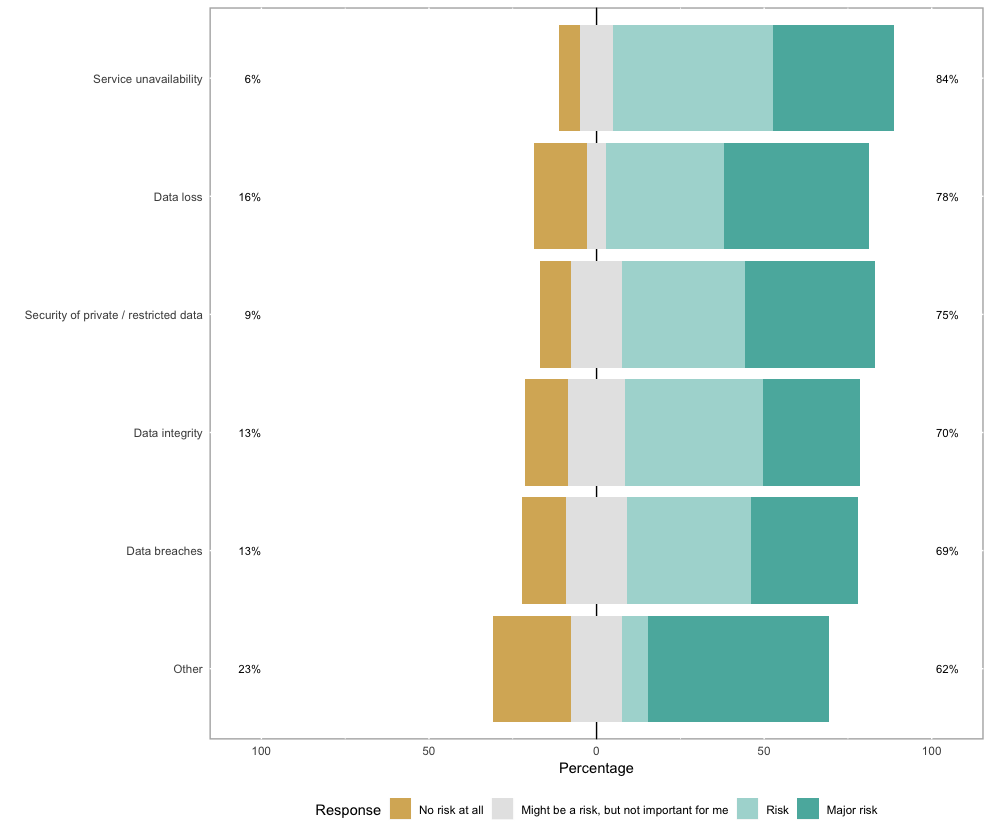 Service unavailability 6% 84%
Data loss 16% 78%
Security of private / restricted data 9% 75%
Data integrity 13% 70%
Data breaches 13% 69%
Other 23% 62%
100 50 0 50 100
Percentage
Response No risk at all Might be a risk, but not important for me Risk Major risk